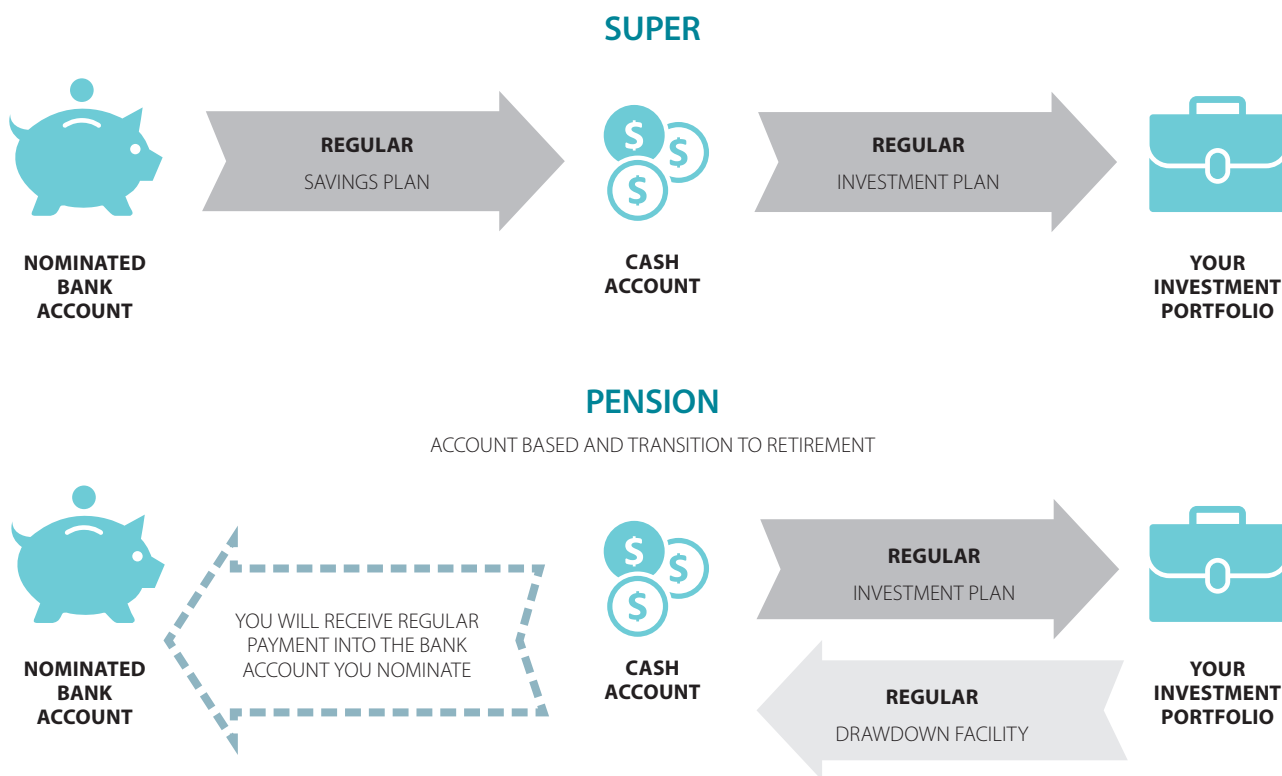 SUPER
REGULAR
SAVINGS PLAN
REGULAR
INVESTMENT PLAN
$
$
$
NOMINATED
BANK
ACCOUNT
CASH
ACCOUNT
YOUR
INVESTMENT
PORTFOLIO
PENSION
ACCOUNT BASED AND TRANSITION TO RETIREMENT
YOU WILL RECEIVE REGULAR
PAYMENT INTO THE BANK
ACCOUNT YOU NOMINATE
$
$
$
REGULAR
INVESTMENT PLAN
NOMINATED
BANK
ACCOUNT
CASH
ACCOUNT
REGULAR
DRAWDOWN FACILITY
YOUR
INVESTMENT
PORTFOLIO